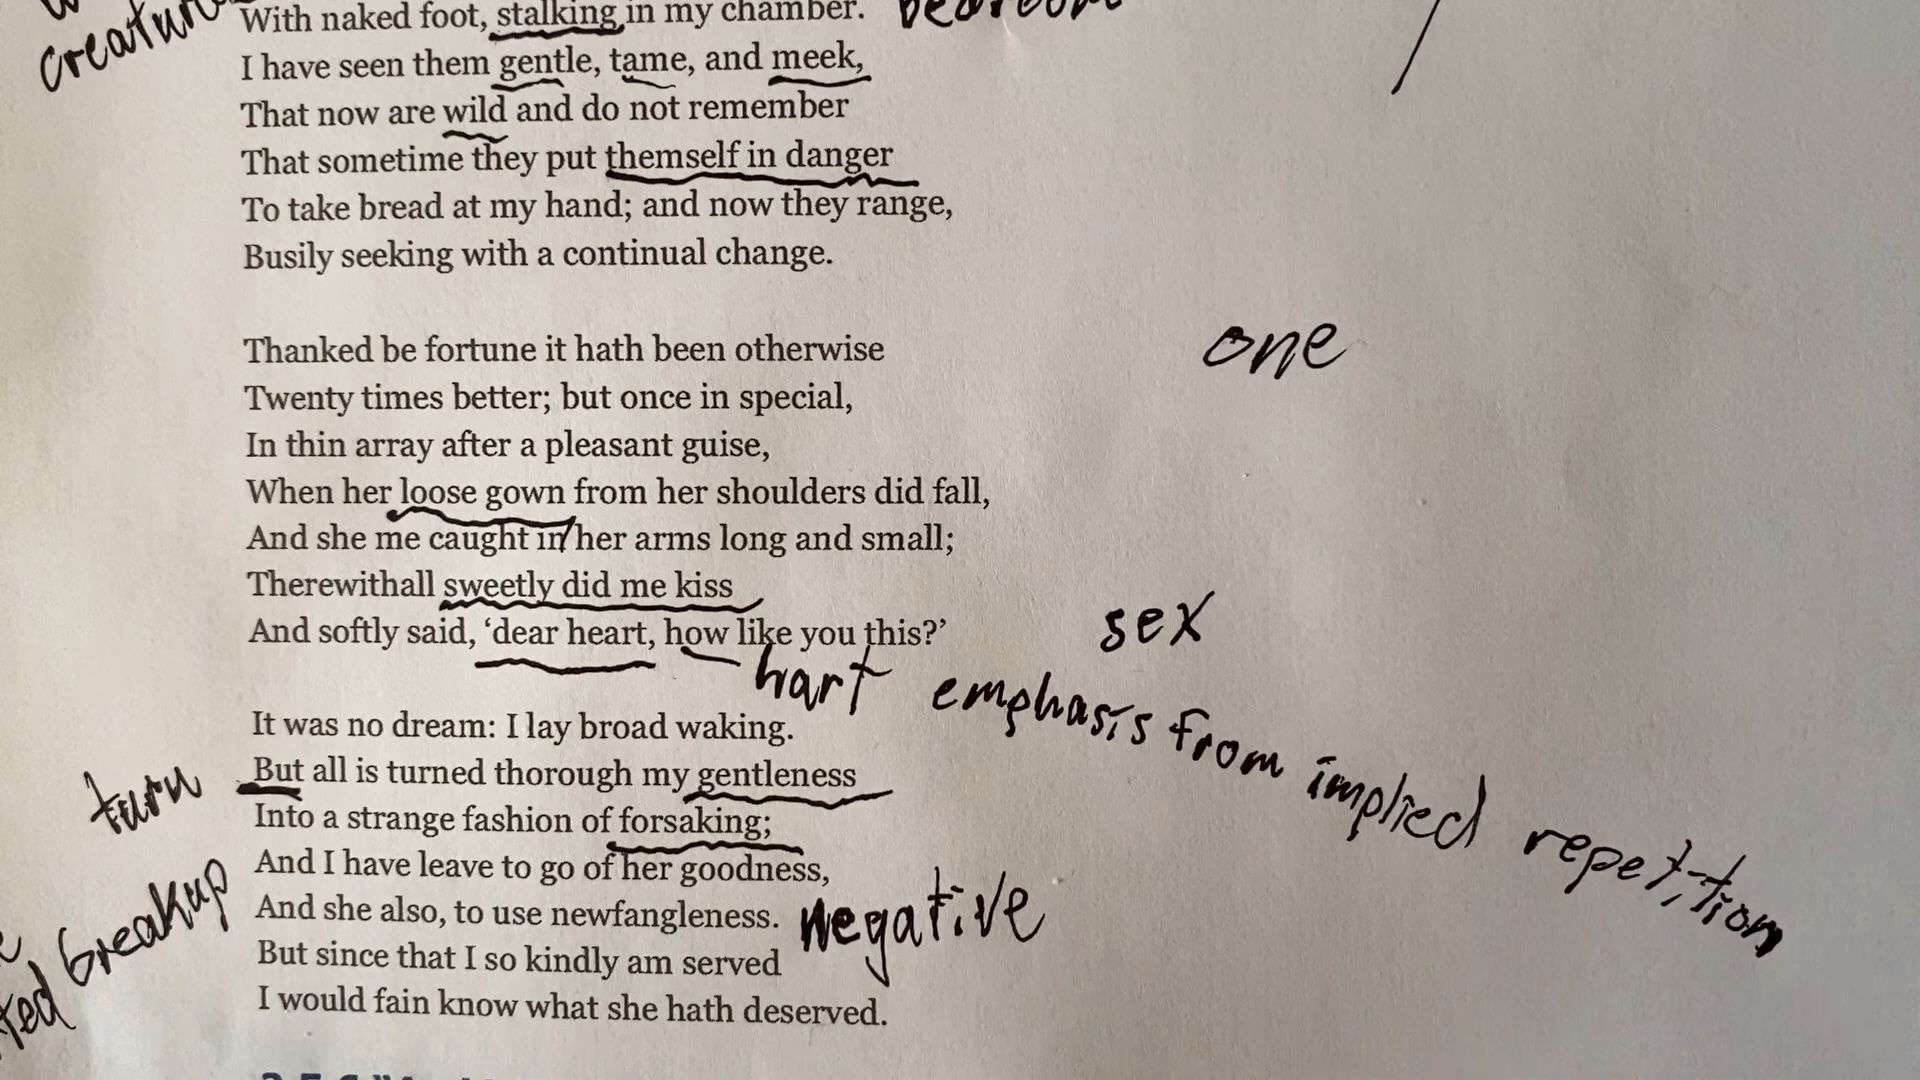 creatur
With naked foot, stalking in my chamber. bedroom
I have seen them gentle, tame, and meek,
That now are wild and do not remember
That sometime they put themself in danger
To take bread at my hand; and now they range,
Busily seeking with a continual change.
Thanked be fortune it hath been otherwise
one
Twenty times better; but once in special,
In thin array after a pleasant guise,
When her loose gown from her shoulders did fall,
And she me caught in her arms long and small;
Therewithall sweetly did me kiss
And softly said, ‘dear heart, how like you this?’
sex
hart emphasis from implied repetition
It was no dream: I lay broad waking.
turn
But all is turned thorough my gentleness
Into a strange fashion of forsaking;
And I have leave to go of her goodness,
breakup
And she also, to use newfangleness. negative
But since that I so kindly am served
I would fain know what she hath deserved.